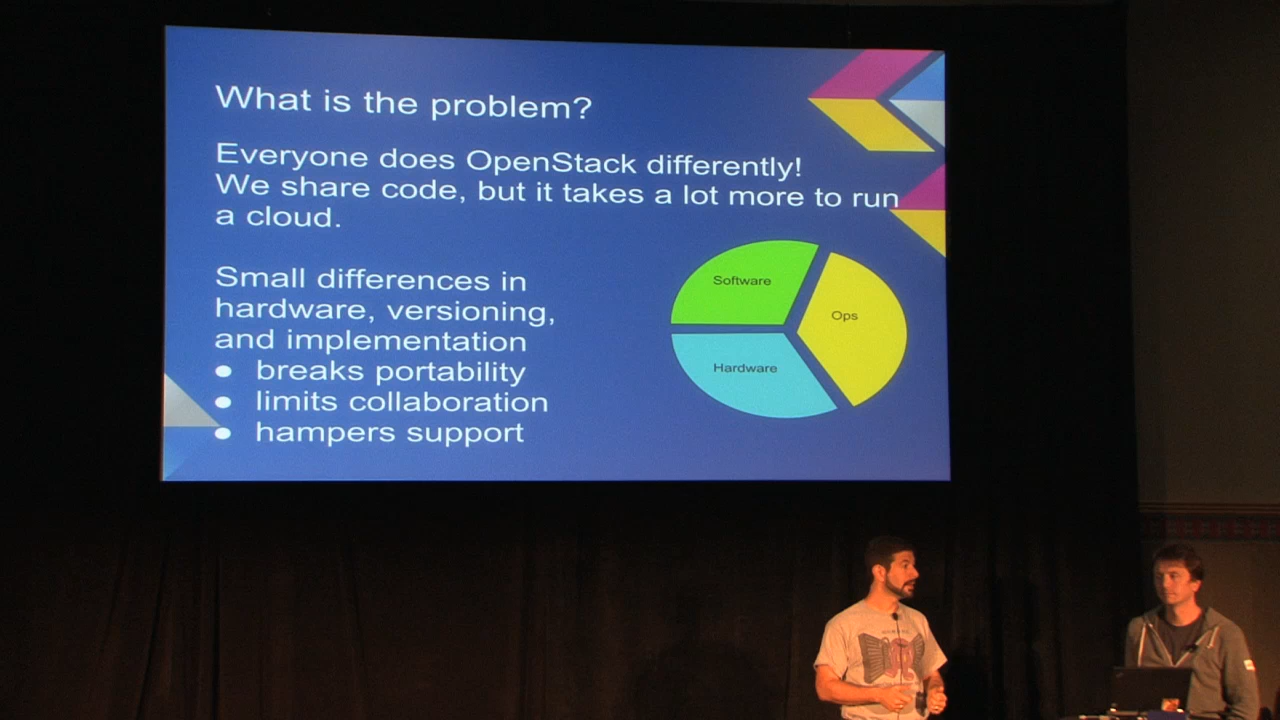 What is the problem?
Everyone does OpenStack differently!
We share code, but it takes a lot more to run
a cloud.
Small differences in
hardware, versioning,
and implementation
● breaks portability
● limits collaboration
● hampers support
Software
Ops
Hardware